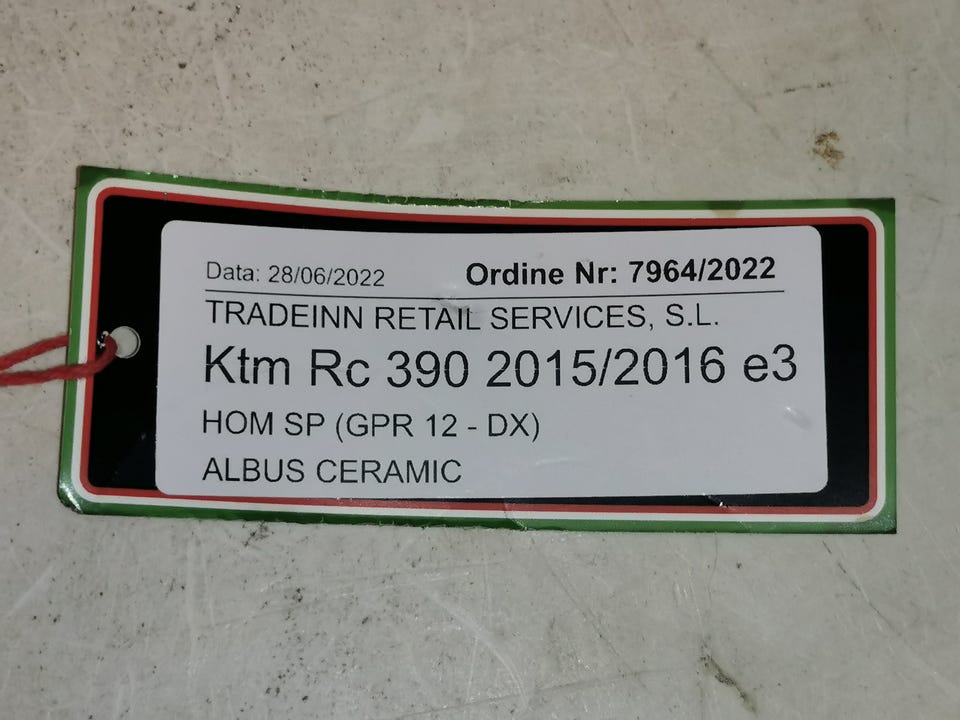 Data: 28/06/2022 Ordine Nr: 7964/2022
TRADEINN RETAIL SERVICES, S.L.
Ktm Rc 390 2015/2016 e3
HOM SP (GPR 12 - DX)
ALBUS CERAMIC